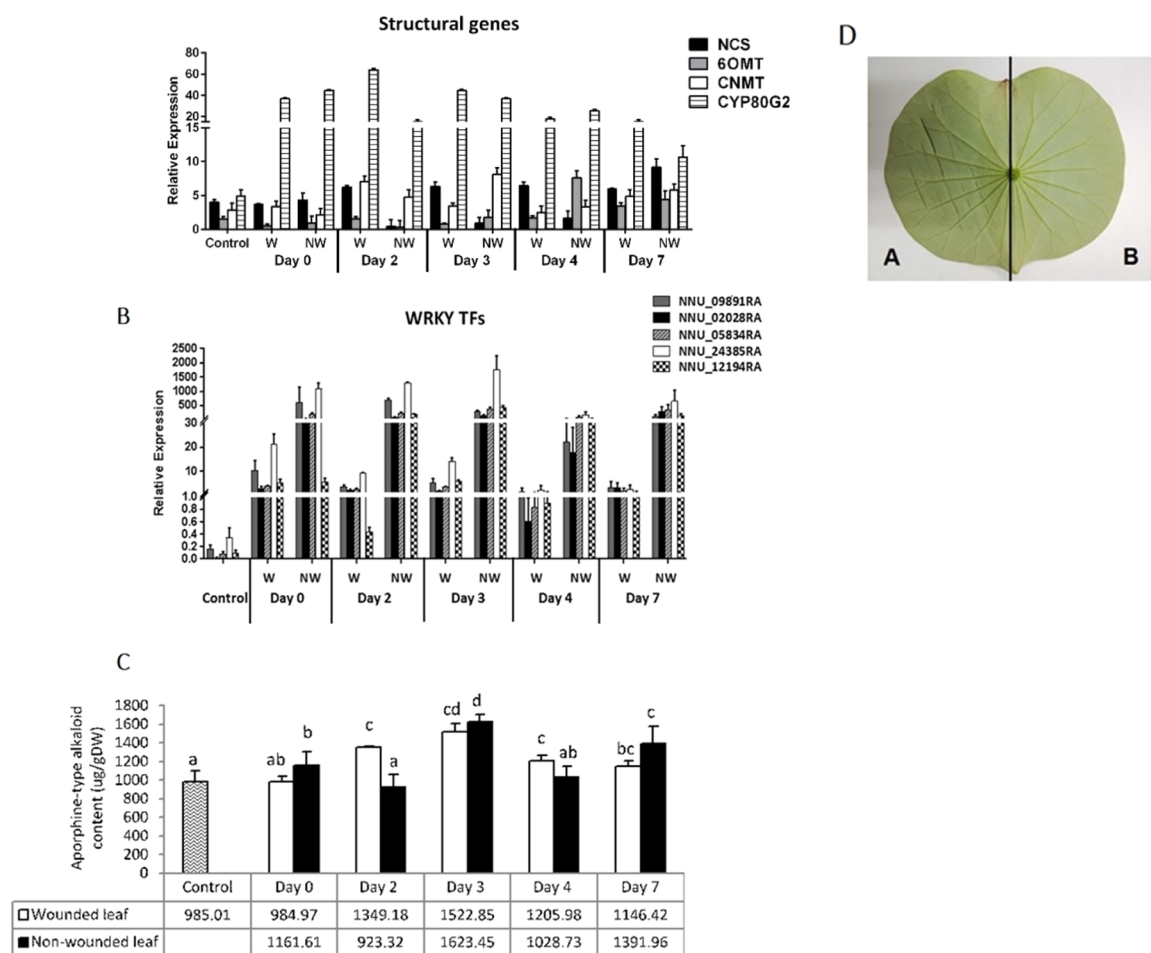 Structural genes
Relative Expression
80
60
40
20
15
10
5
0
NCS
6OMT
CNMT
CYP80G2
Control W NW W NW W NW W NW W NW
Day 0 Day 2 Day 3 Day 4 Day 7
D
A B
B
WRKY TFs
Relative Expression
2500
2000
1500
1000
500
30
20
10
1.0
0.8
0.6
0.4
0.2
0.0
NNU_09891RA
NNU_02028RA
NNU_05834RA
NNU_24385RA
NNU_12194RA
W NW W NW W NW W NW W NW
Control Day 0 Day 2 Day 3 Day 4 Day 7
C
Aporphine-type alkaloid
content (ug/gDW)
1800
1600
1400
1200
1000
800
600
400
200
0
a ab b c a cd d c ab bc c
Control Day 0 Day 2 Day 3 Day 4 Day 7
Wounded leaf 985.01 984.97 1349.18 1522.85 1205.98 1146.42
Non-wounded leaf 1161.61 923.32 1623.45 1028.73 1391.96